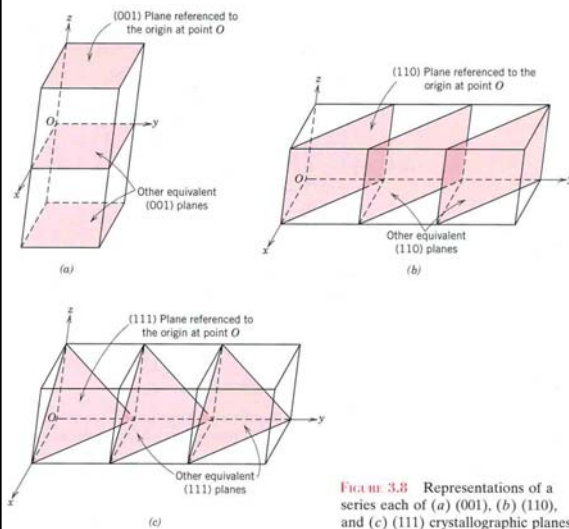 z
(001) Plane referenced to
the origin at point O
O
y
x
Other equivalent
(001) planes
(a)
(110) Plane referenced to the
origin at point O
z
O
y
x
Other equivalent
(110) planes
(b)
z
(111) Plane referenced to
the origin at point O
O
y
x
Other equivalent
(111) planes
(c)
FIGURE 3.8 Representations of a
series each of (a) (001), (b) (110),
and (c) (111) crystallographic planes